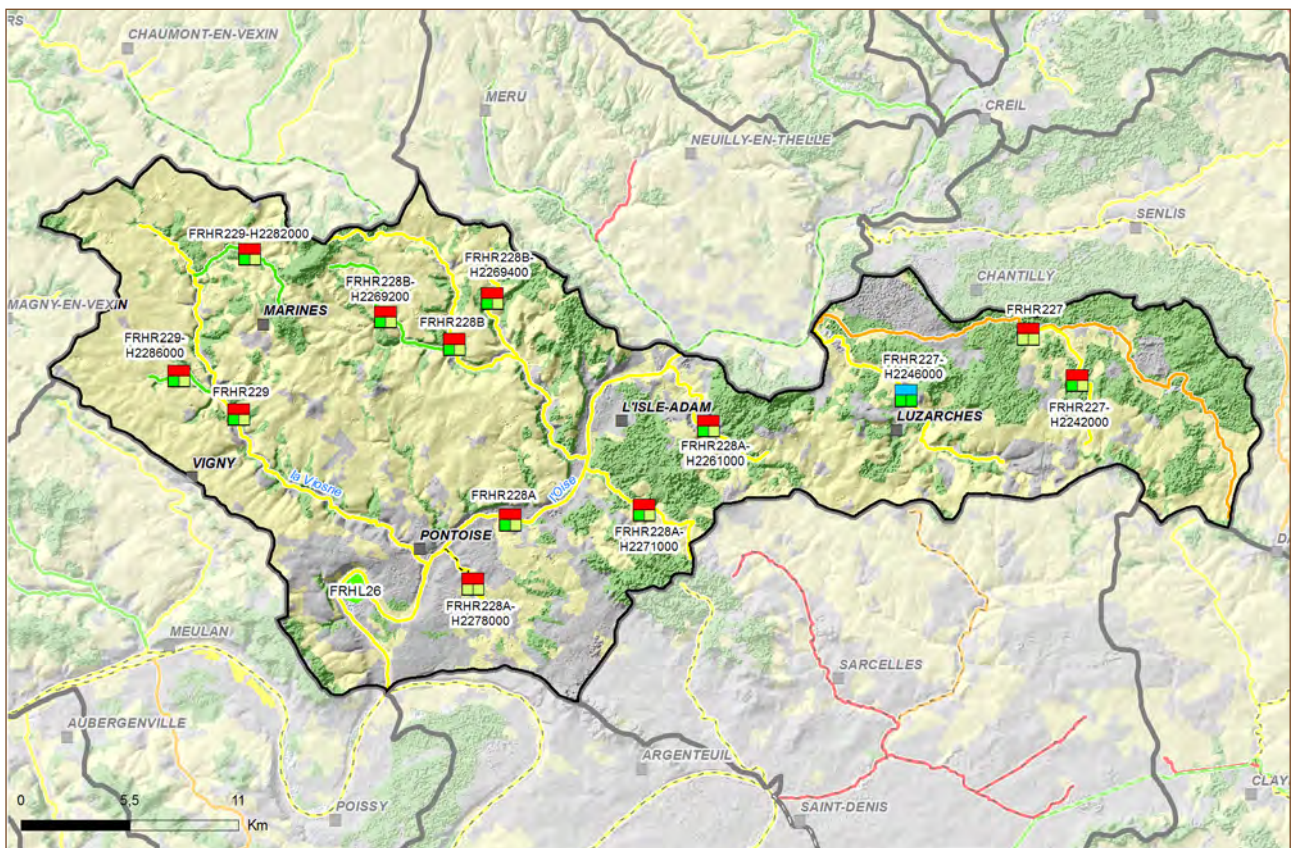 ERS
CHAUMONT-EN-VEXIN
MERU
CREIL
NEUILLY-EN-THELLE
SENLIS
FRHR229-H2282000
FRHR228B-
H2269400
CHANTILLY
FRHR228B-
H2269200
MAGNY-EN-VEXIN
MARINES
FRHR227
FRHR228B
FRHR229-
H2286000
FRHR227-
H2246000
FRHR229
L'ISLE-ADAM
LUZARCHES
FRHR227-
H2242000
FRHR228A-
H2261000
VIGNY
la Viosne
l'Oise
FRHR228A
PONTOISE
FRHR228A-
H2271000
DA
FRHL26
FRHR228A-
H2278000
MEULAN
SARCELLES
AUBERGENVILLE
ARGENTEUIL
CLAY
POISSY
SAINT-DENIS
0 5,5 11
Km